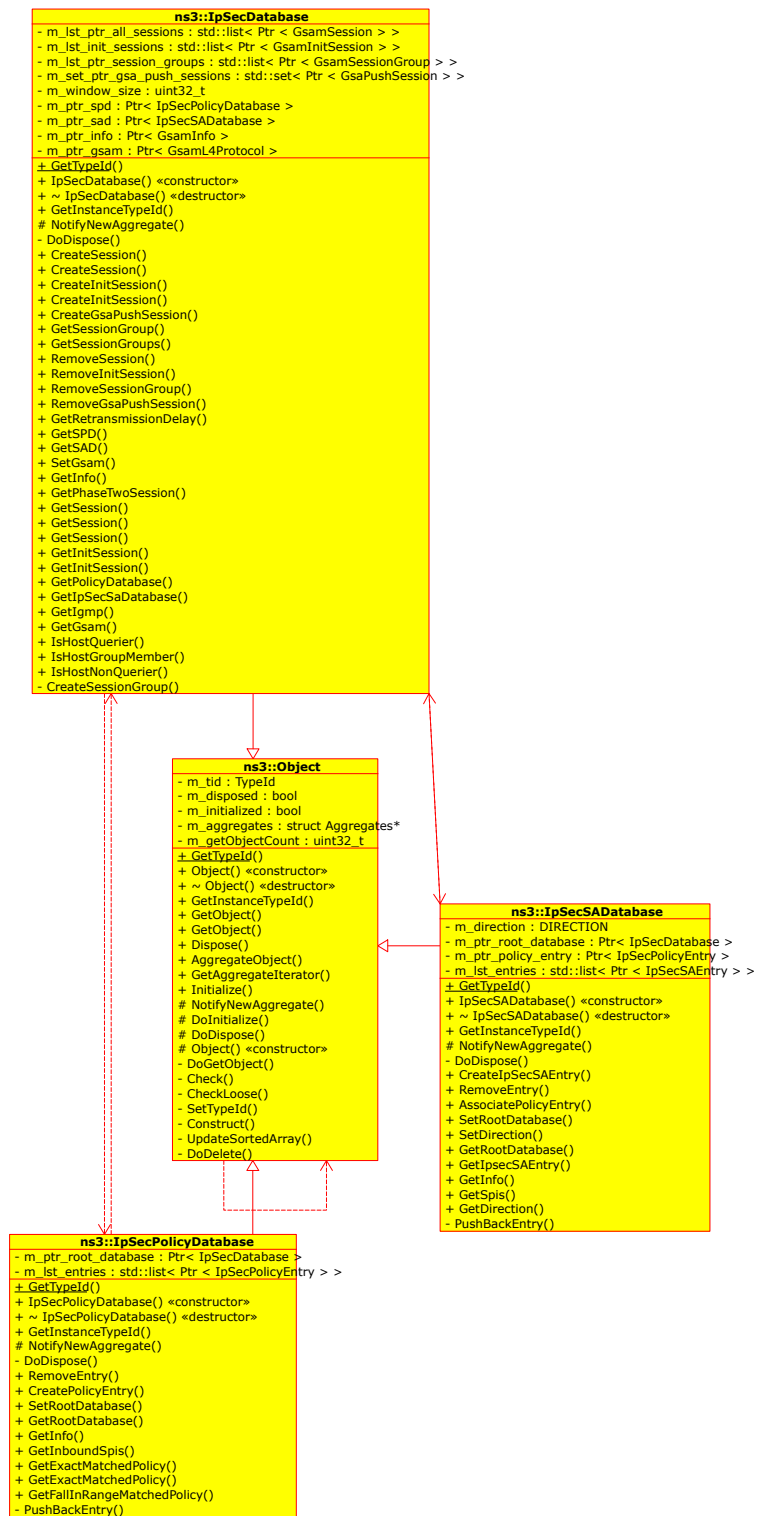 ns3::IpSecDatabase
- m_lst_ptr_all_sessions : std::list< Ptr < GsamSession > >
- m_lst_init_sessions : std::list< Ptr < GsamInitSession > >
- m_lst_ptr_session_groups : std::list< Ptr < GsamSessionGroup > >
- m_set_ptr_gsa_push_sessions : std::set< Ptr < GsaPushSession > >
- m_window_size : uint32_t
- m_ptr_spd : Ptr< IpSecPolicyDatabase >
- m_ptr_sad : Ptr< IpSecSADatabase >
- m_ptr_info : Ptr< GsamInfo >
- m_ptr_gsam : Ptr< GsamL4Protocol >
+ GetTypeId()
+ IpSecDatabase() «constructor»
+ ~ IpSecDatabase() «destructor»
+ GetInstanceTypeId()
# NotifyNewAggregate()
- DoDispose()
+ CreateSession()
+ CreateSession()
+ CreateInitSession()
+ CreateInitSession()
+ CreateGsaPushSession()
+ GetSessionGroup()
+ GetSessionGroups()
+ RemoveSession()
+ RemoveInitSession()
+ RemoveSessionGroup()
+ RemoveGsaPushSession()
+ GetRetransmissionDelay()
+ GetSPD()
+ GetSAD()
+ SetGsam()
+ GetInfo()
+ GetPhaseTwoSession()
+ GetSession()
+ GetSession()
+ GetSession()
+ GetInitSession()
+ GetInitSession()
+ GetPolicyDatabase()
+ GetIpSecSaDatabase()
+ GetIgmp()
+ GetGsam()
+ IsHostQuerier()
+ IsHostGroupMember()
+ IsHostNonQuerier()
- CreateSessionGroup()
ns3::Object
- m_tid : TypeId
- m_disposed : bool
- m_initialized : bool
- m_aggregates : struct Aggregates*
- m_getObjectCount : uint32_t
+ GetTypeId()
+ Object() «constructor»
+ ~ Object() «destructor»
+ GetInstanceTypeId()
+ GetObject()
+ GetObject()
+ Dispose()
+ AggregateObject()
+ GetAggregateIterator()
+ Initialize()
# NotifyNewAggregate()
# DoInitialize()
# DoDispose()
# Object() «constructor»
- DoGetObject()
- Check()
- CheckLoose()
- SetTypeId()
- Construct()
- UpdateSortedArray()
- DoDelete()
ns3::IpSecSADatabase
- m_direction : DIRECTION
- m_ptr_root_database : Ptr< IpSecDatabase >
- m_ptr_policy_entry : Ptr< IpSecPolicyEntry >
- m_lst_entries : std::list< Ptr < IpSecSAEntry > >
+ GetTypeId()
+ IpSecSADatabase() «constructor»
+ ~ IpSecSADatabase() «destructor»
+ GetInstanceTypeId()
# NotifyNewAggregate()
- DoDispose()
+ CreateIpSecSAEntry()
+ RemoveEntry()
+ AssociatePolicyEntry()
+ SetRootDatabase()
+ SetDirection()
+ GetRootDatabase()
+ GetIpsecSAEntry()
+ GetInfo()
+ GetSpis()
+ GetDirection()
- PushBackEntry()
ns3::IpSecPolicyDatabase
- m_ptr_root_database : Ptr< IpSecDatabase >
- m_lst_entries : std::list< Ptr < IpSecPolicyEntry > >
+ GetTypeId()
+ IpSecPolicyDatabase() «constructor»
+ ~ IpSecPolicyDatabase() «destructor»
+ GetInstanceTypeId()
# NotifyNewAggregate()
- DoDispose()
+ RemoveEntry()
+ CreatePolicyEntry()
+ SetRootDatabase()
+ GetRootDatabase()
+ GetInfo()
+ GetInboundSpis()
+ GetExactMatchedPolicy()
+ GetExactMatchedPolicy()
+ GetFallInRangeMatchedPolicy()
- PushBackEntry()